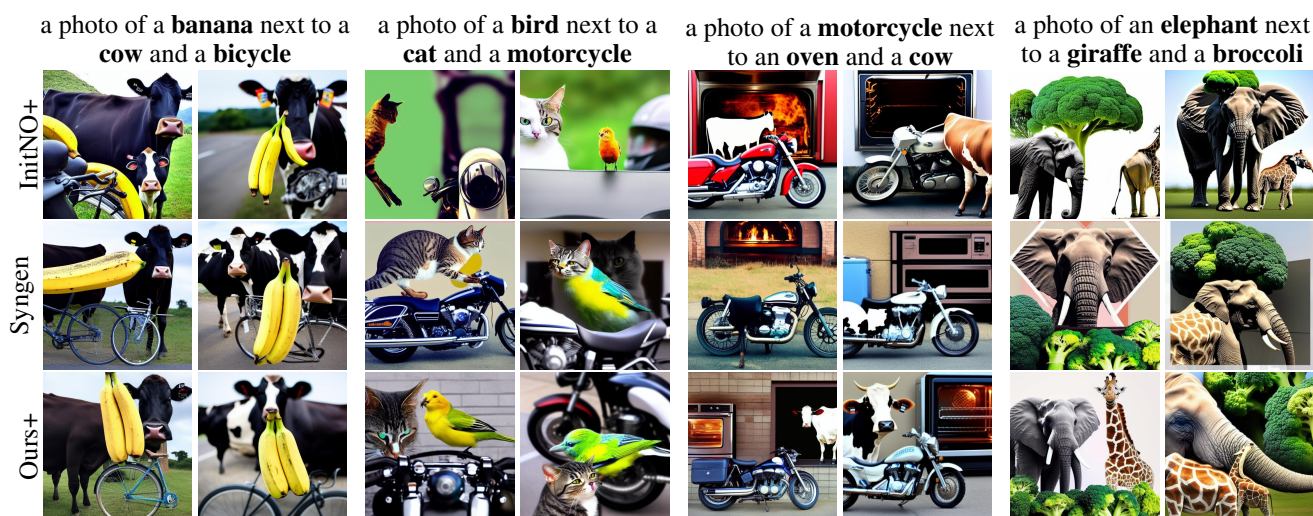 a photo of a banana next to a
cow and a bicycle
a photo of a bird next to a
cat and a motorcycle
a photo of a motorcycle next
to an oven and a cow
a photo of an elephant next
to a giraffe and a broccoli
InitNO+
Syngen
Ours+